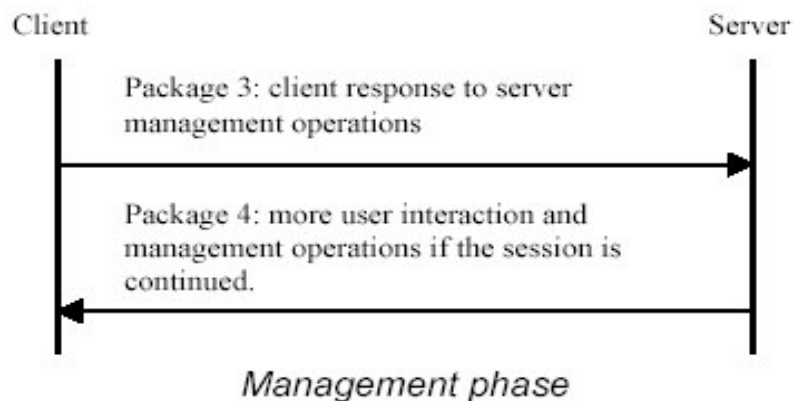 Client Server
Package 3: client response to server
management operations
Package 4: more user interaction and
management operations if the session is
continued.
Management phase